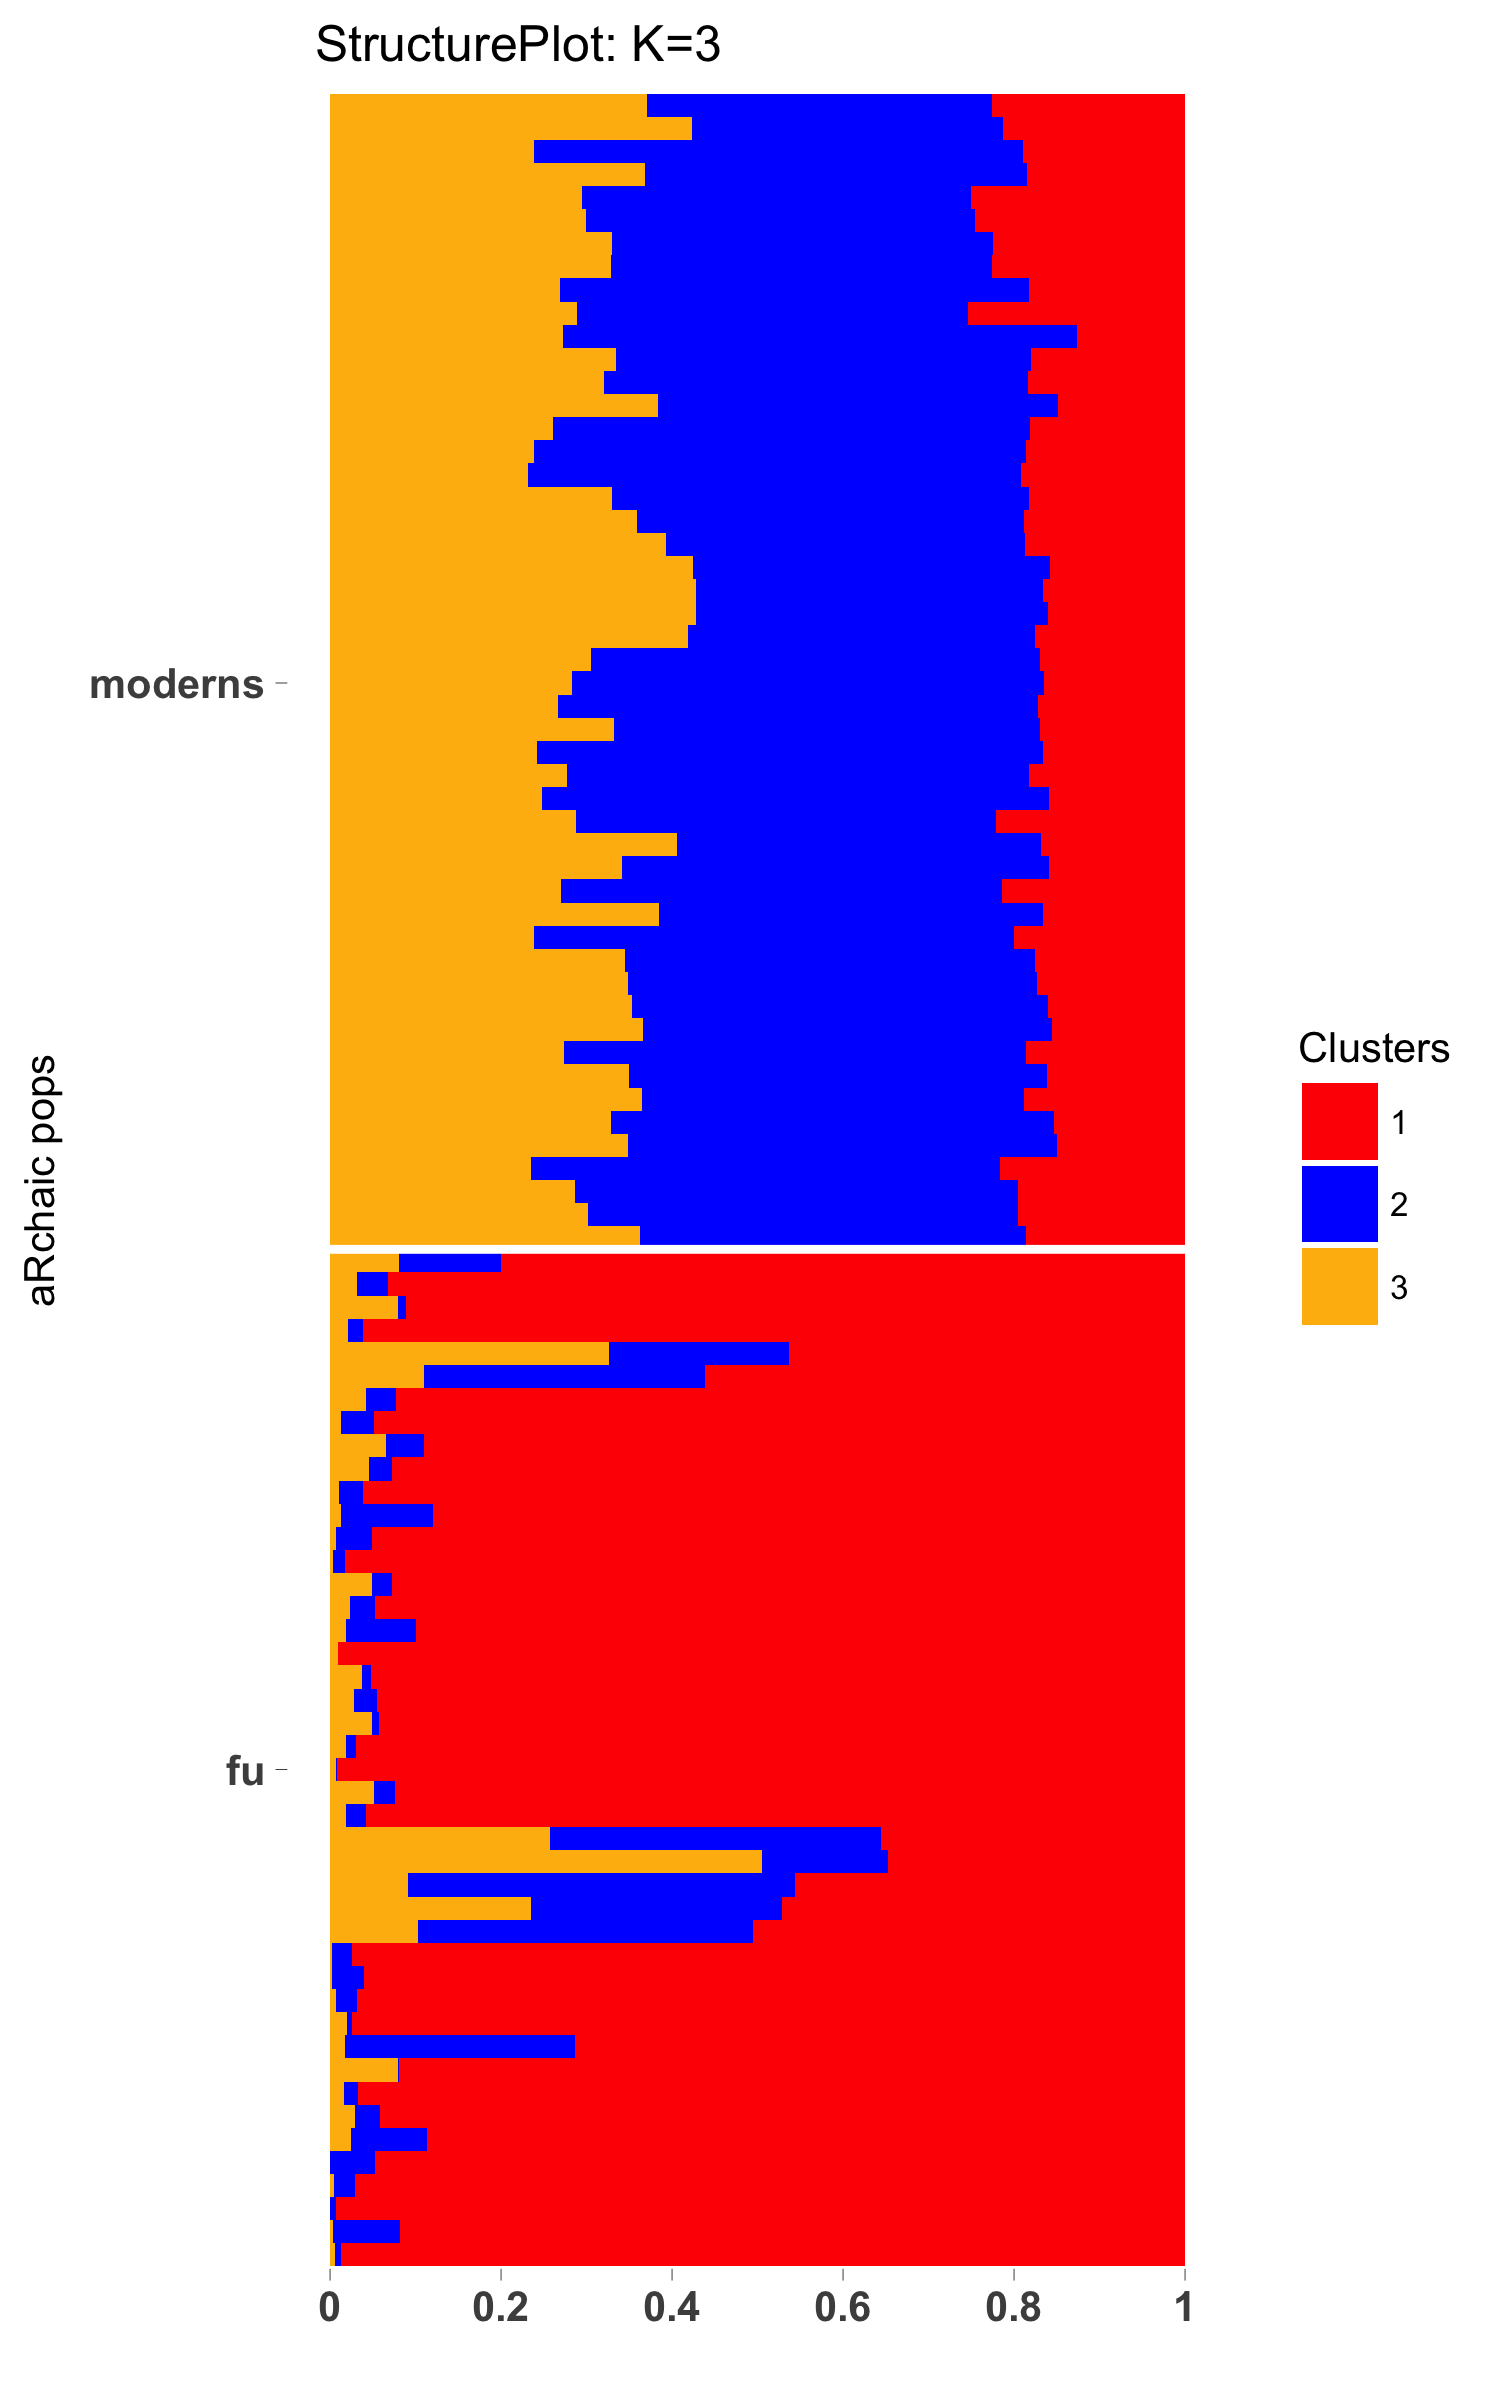 StructurePlot: K=3
moderns
aRchaic pops
Clusters
1
2
3
fu
0 0.2 0.4 0.6 0.8 1